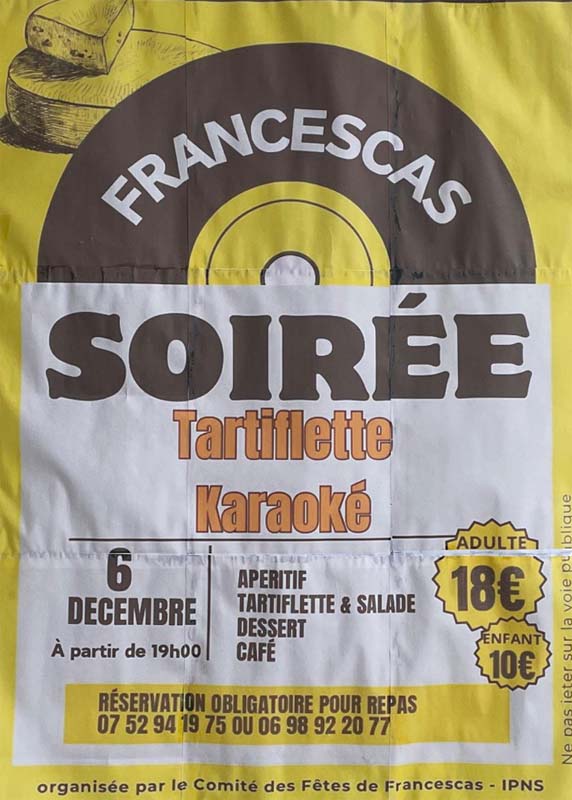 FRANCESCAS
SOIRÉE
Tartiflette
Karaoké
6
DECEMBRE
À partir de 19h00
APERITIF
TARTIFLETTE & SALADE
DESSERT
CAFÉ
ADULTE
18€
ENFANT
10€
RÉSERVATION OBLIGATOIRE POUR REPAS
07 52 94 19 75 OU 06 98 92 20 77
organisée par le Comité des Fêtes de Francescas - IPNS
Ne pas jeter sur la voie publique